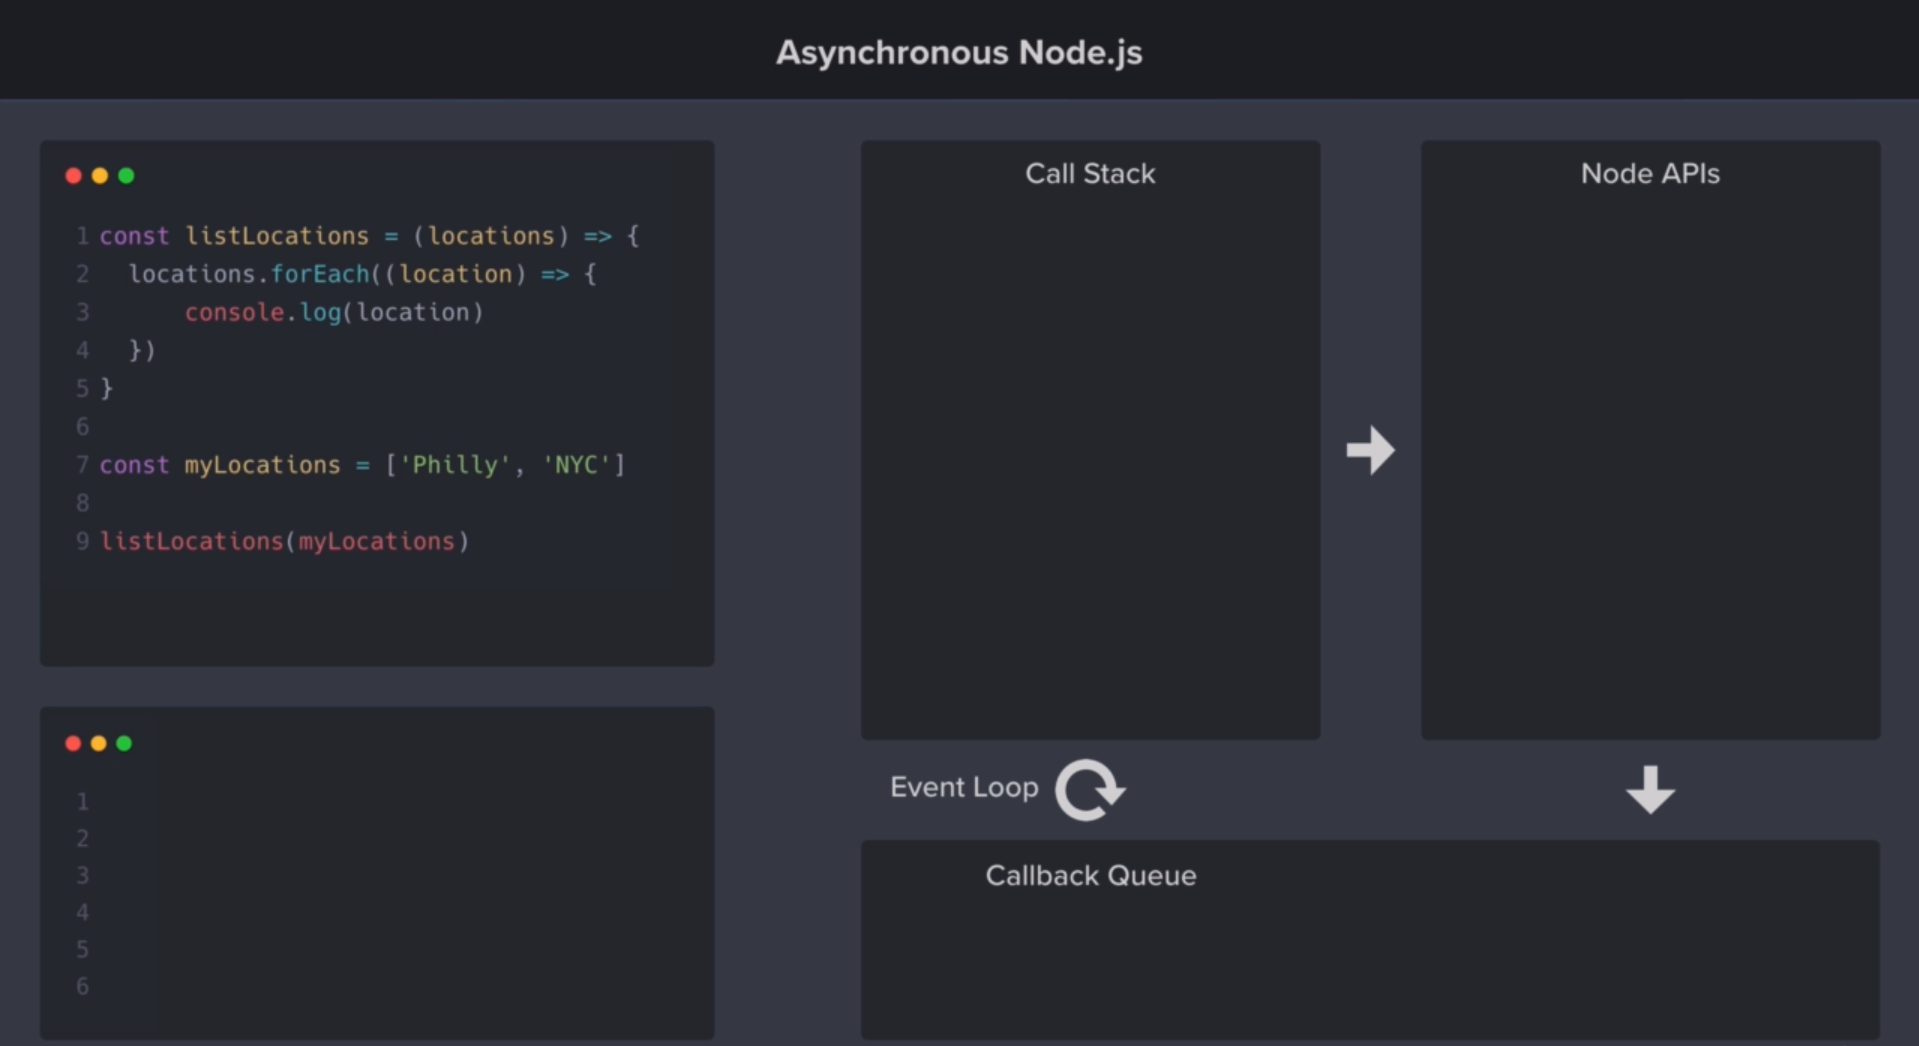 Asynchronous Node.js
1 const listLocations = (locations) => {
2   locations.forEach((location) => {
3       console.log(location)
4   })
5 }
6
7 const myLocations = ['Philly', 'NYC']
8
9 listLocations(myLocations)
1
2
3
4
5
6
Call Stack
Node APIs
Event Loop
Callback Queue